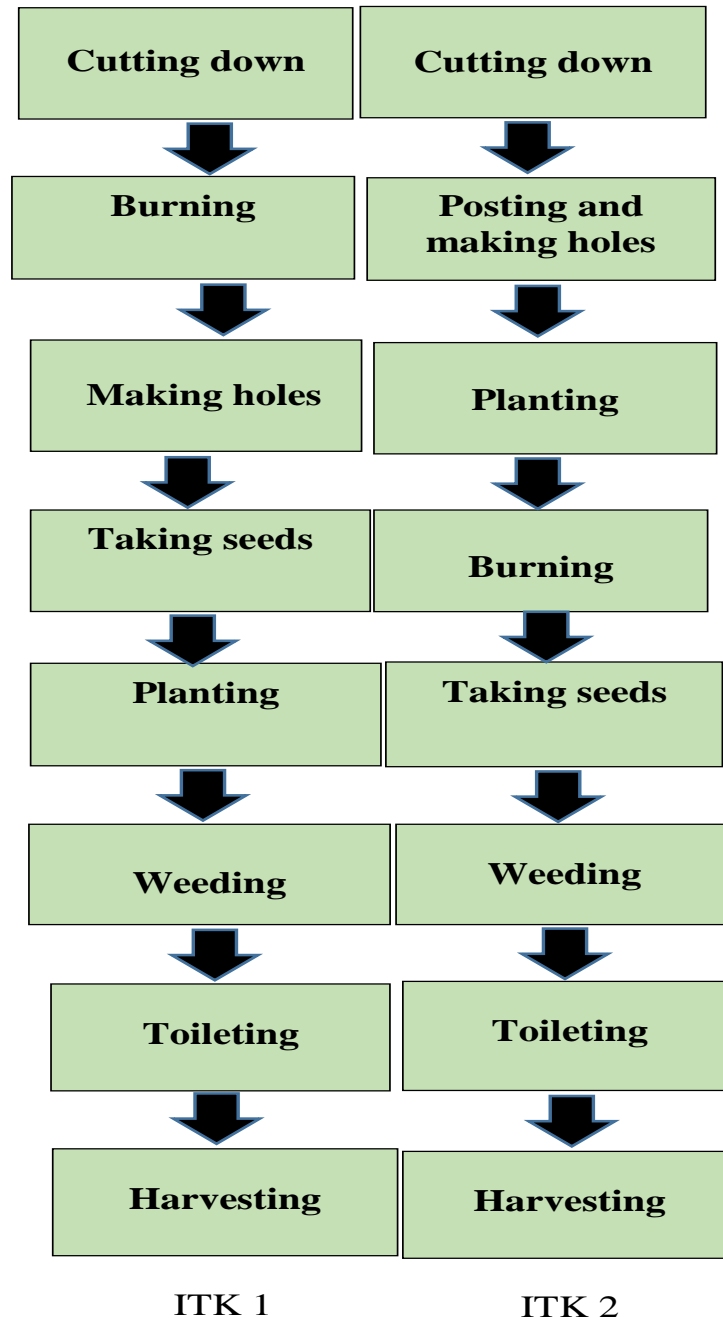 Cutting down
Burning
Making holes
Taking seeds
Planting
Weeding
Toileting
Harvesting
ITK 1
Cutting down
Posting and
making holes
Planting
Burning
Taking seeds
Weeding
Toileting
Harvesting
ITK 2